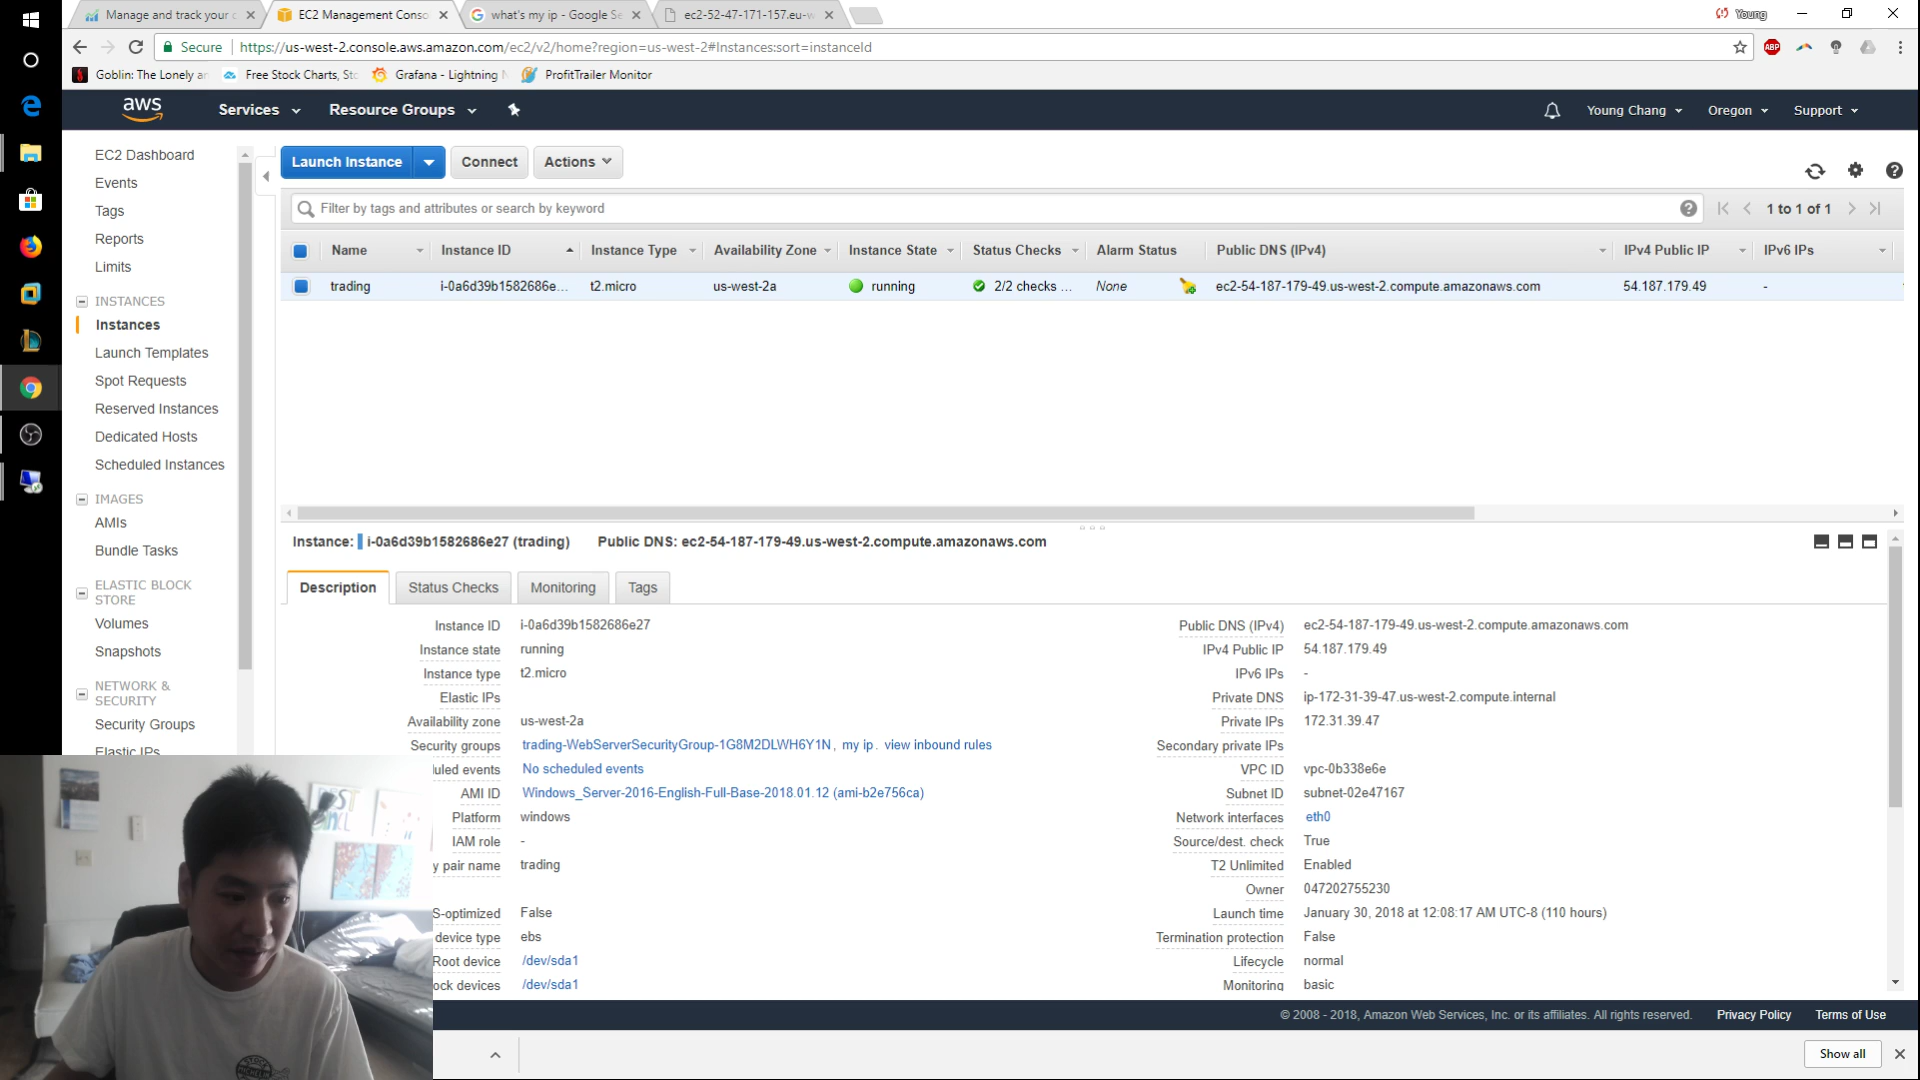 Manage and track your c
EC2 Management Conso
what's my ip - Google Se
ec2-52-47-171-157.eu-w
Young
Secure
https://us-west-2.console.aws.amazon.com/ec2/v2/home?region=us-west-2#Instances:sort=instanceId
ABP
Goblin: The Lonely an
Free Stock Charts, Sto
Grafana - Lightning N
ProfitTrailer Monitor
aws
Services
Resource Groups
Young Chang
Oregon
Support
EC2 Dashboard
Events
Tags
Reports
Limits
INSTANCES
Instances
Launch Templates
Spot Requests
Reserved Instances
Dedicated Hosts
Scheduled Instances
IMAGES
AMIs
Bundle Tasks
ELASTIC BLOCK
STORE
Volumes
Snapshots
NETWORK &
SECURITY
Security Groups
Elastic IPs
Launch Instance
Connect
Actions
Filter by tags and attributes or search by keyword
1 to 1 of 1
Name Instance ID Instance Type Availability Zone Instance State Status Checks Alarm Status Public DNS (IPv4) IPv4 Public IP IPv6 IPs
trading i-0a6d39b1582686e... t2.micro us-west-2a running 2/2 checks ... None ec2-54-187-179-49.us-west-2.compute.amazonaws.com 54.187.179.49 -
Instance: i-0a6d39b1582686e27 (trading) Public DNS: ec2-54-187-179-49.us-west-2.compute.amazonaws.com
Description Status Checks Monitoring Tags
Instance ID i-0a6d39b1582686e27
Instance state running
Instance type t2.micro
Elastic IPs
Availability zone us-west-2a
Security groups trading-WebServerSecurityGroup-1G8M2DLWH6Y1N, my ip. view inbound rules
uled events No scheduled events
AMI ID Windows_Server-2016-English-Full-Base-2018.01.12 (ami-b2e756ca)
Platform windows
IAM role -
y pair name trading
S-optimized False
device type ebs
Root device /dev/sda1
ock devices /dev/sda1
Public DNS (IPv4) ec2-54-187-179-49.us-west-2.compute.amazonaws.com
IPv4 Public IP 54.187.179.49
IPv6 IPs -
Private DNS ip-172-31-39-47.us-west-2.compute.internal
Private IPs 172.31.39.47
Secondary private IPs
VPC ID vpc-0b338e6e
Subnet ID subnet-02e47167
Network interfaces eth0
Source/dest. check True
T2 Unlimited Enabled
Owner 047202755230
Launch time January 30, 2018 at 12:08:17 AM UTC-8 (110 hours)
Termination protection False
Lifecycle normal
Monitoring basic
© 2008 - 2018, Amazon Web Services, Inc. or its affiliates. All rights reserved. Privacy Policy Terms of Use
Show all